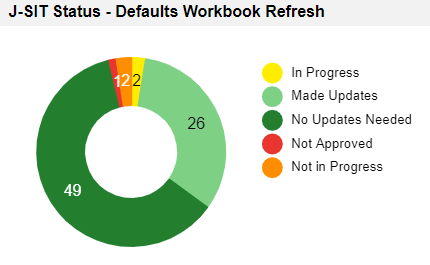 J-SIT Status - Defaults Workbook Refresh
1 2 2
26
49
In Progress
Made Updates
No Updates Needed
Not Approved
Not in Progress